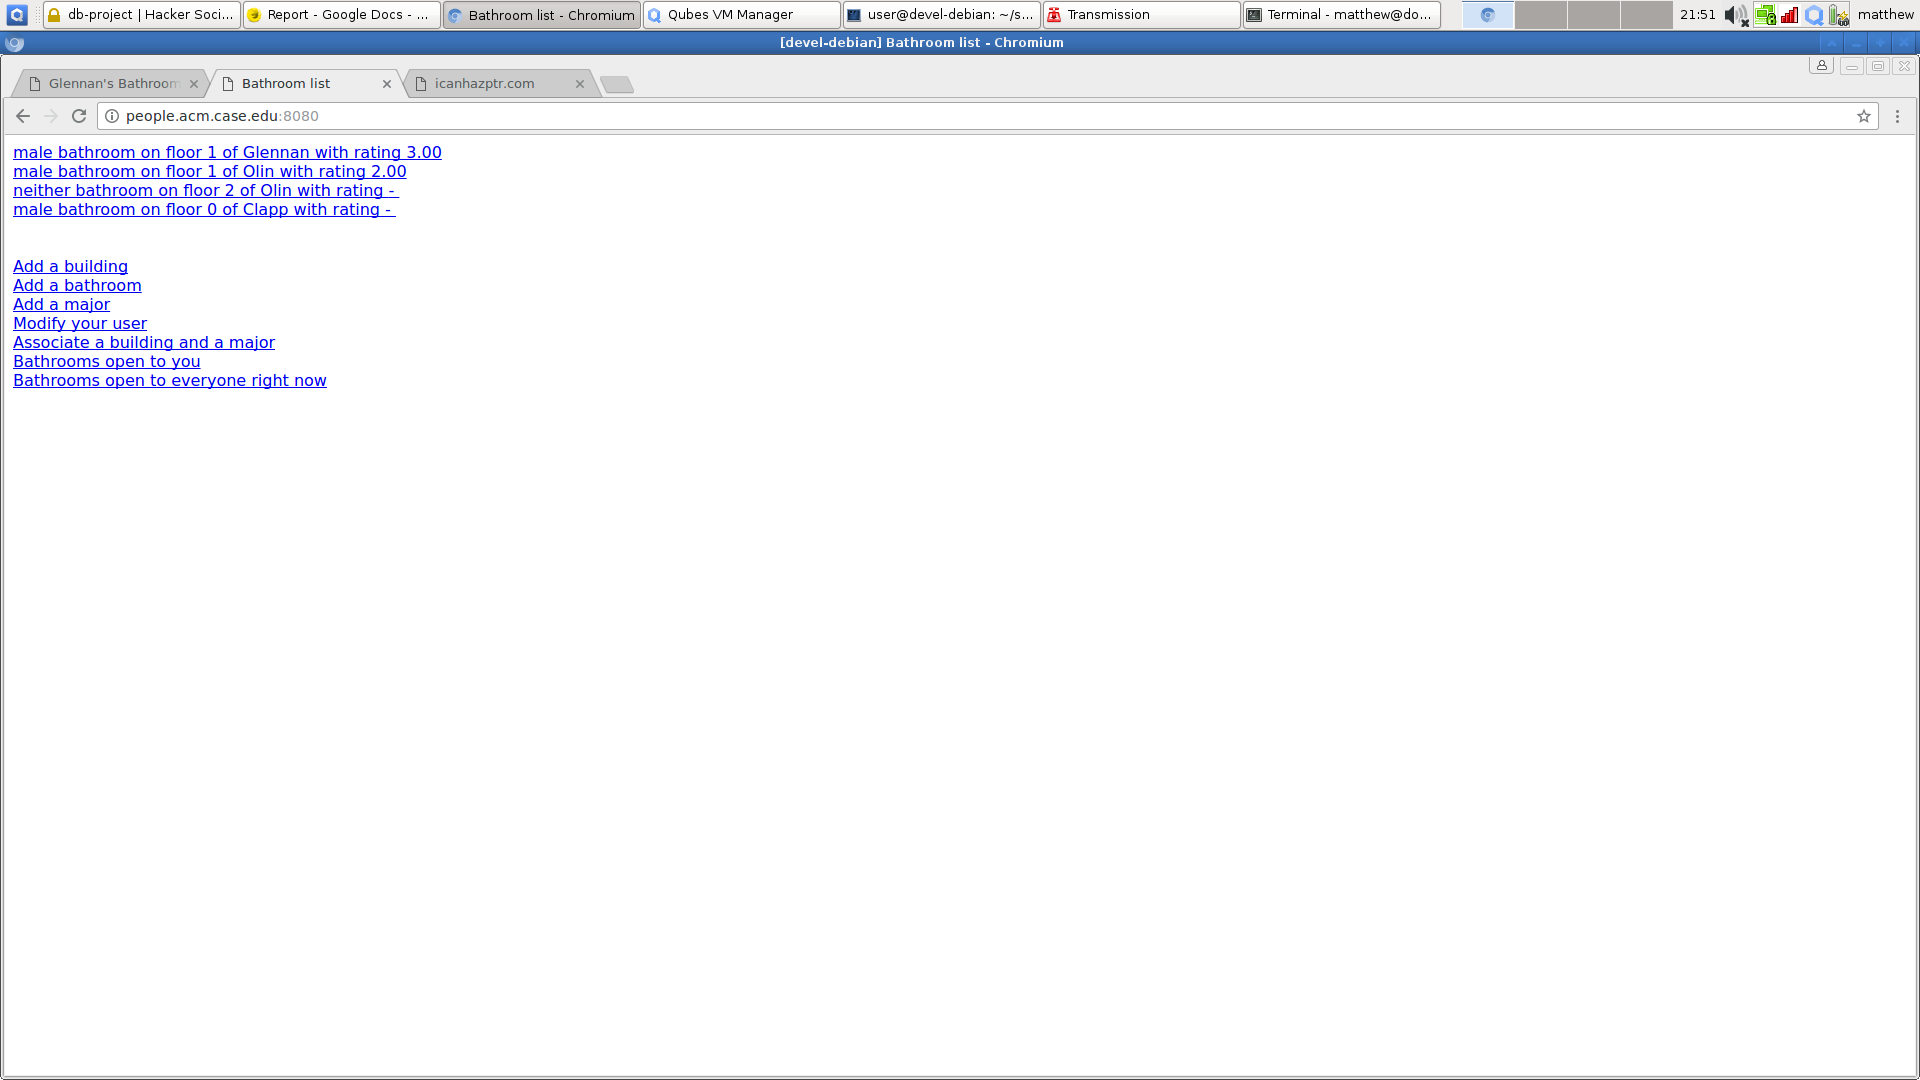 db-project | Hacker Soci... Report - Google Docs - ... Bathroom list - Chromium Qubes VM Manager user@devel-debian: ~/s... Transmission Terminal - matthew@do... 21:51 matthew
[devel-debian] Bathroom list - Chromium
Glennan's Bathroom Bathroom list icanhazptr.com
people.acm.case.edu:8080
male bathroom on floor 1 of Glennan with rating 3.00
male bathroom on floor 1 of Olin with rating 2.00
neither bathroom on floor 2 of Olin with rating -
male bathroom on floor 0 of Clapp with rating -
Add a building
Add a bathroom
Add a major
Modify your user
Associate a building and a major
Bathrooms open to you
Bathrooms open to everyone right now